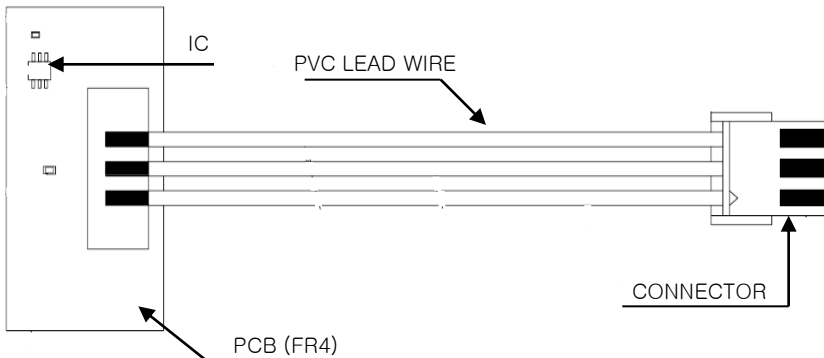 IC
PVC LEAD WIRE
CONNECTOR
PCB (FR4)